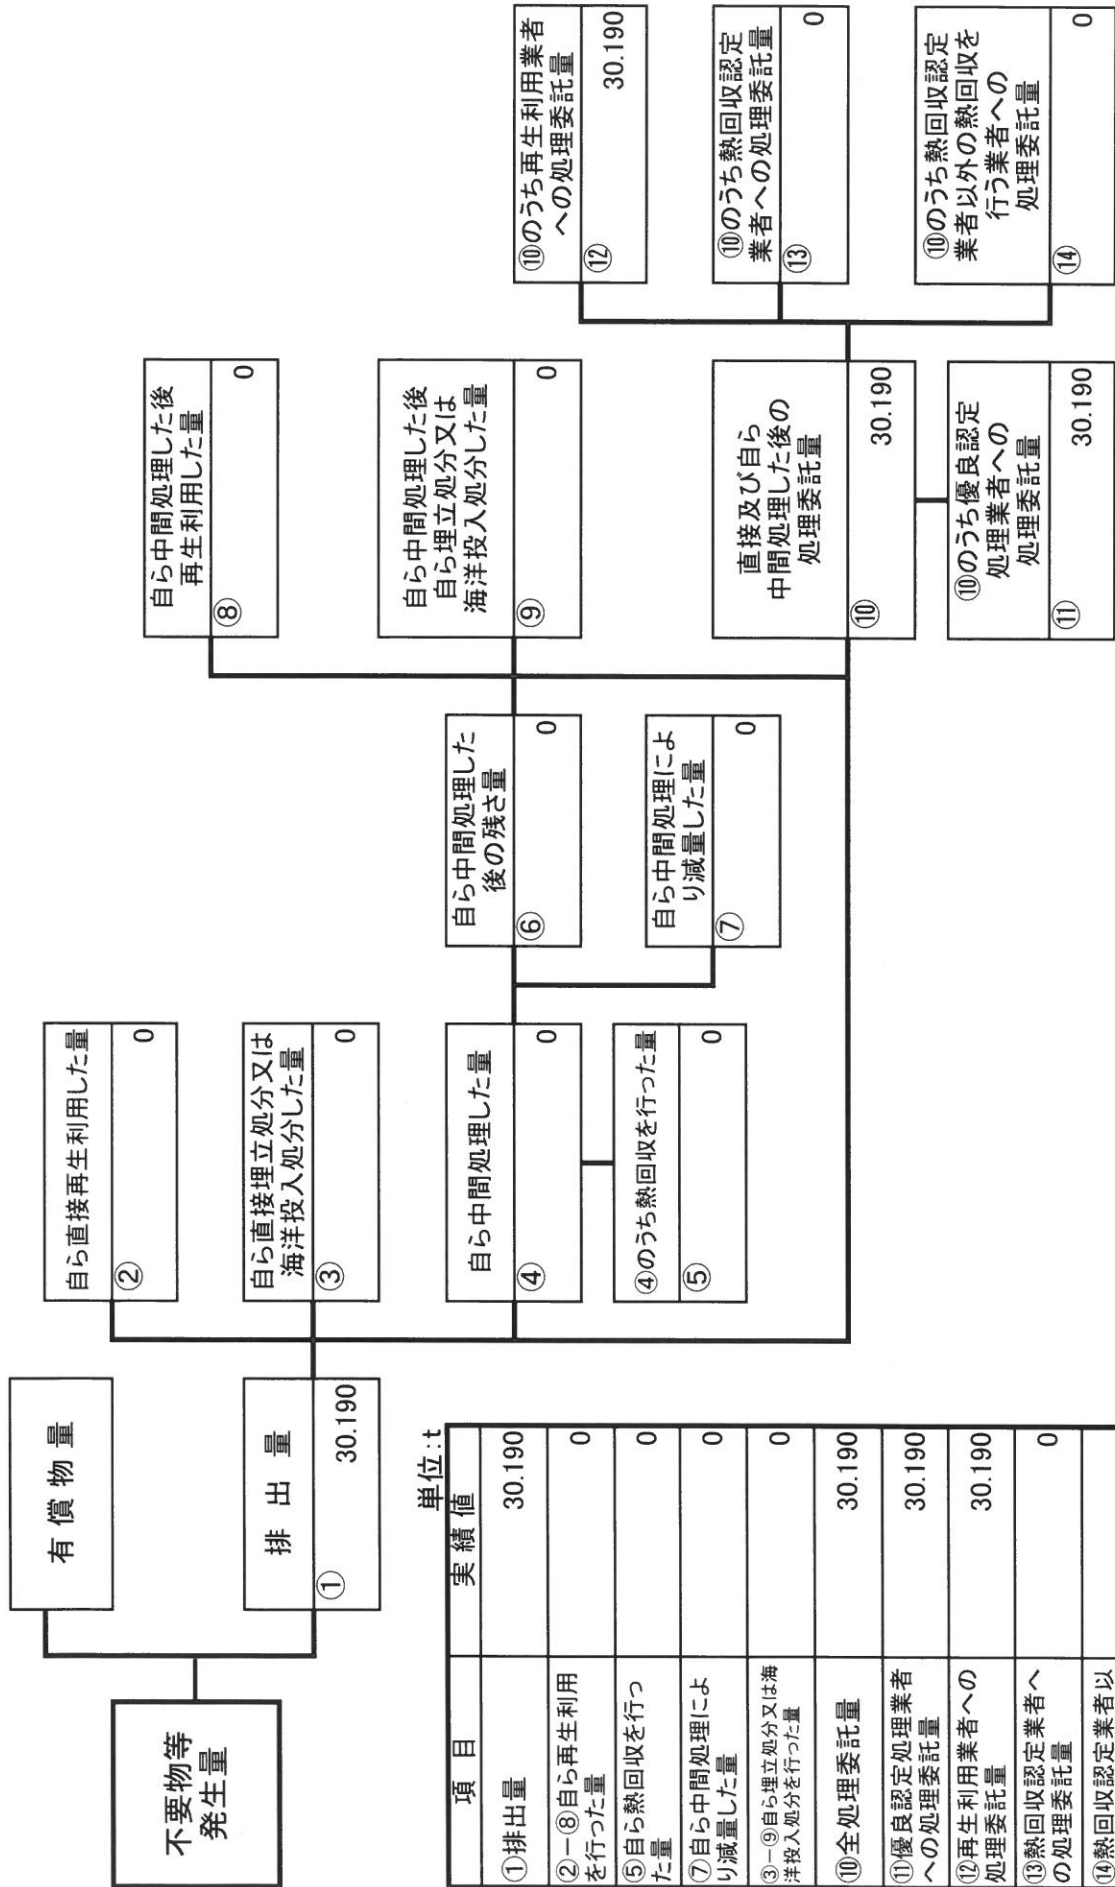 不要物等
発生量
有償物量
排出量
①
30.190
自ら直接再生利用した量
②
0
自ら直接埋立処分又は
海洋投入処分した量
③
0
自ら中間処理した量
④
0
④のうち熱回収を行った量
⑤
0
自ら中間処理した
後の残さ量
⑥
0
自ら中間処理によ
り減量した量
⑦
0
自ら中間処理した後
再生利用した量
⑧
0
自ら中間処理した後
自ら埋立処分又は
海洋投入処分した量
⑨
0
直接及び自ら
中間処理した後の
処理委託量
⑩
30.190
⑩のうち優良認定
処理業者への
処理委託量
⑪
30.190
⑩のうち再生利用業者
への処理委託量
⑫
30.190
⑩のうち熱回収認定
業者への処理委託量
⑬
0
⑩のうち熱回収認定
業者以外の熱回収を
行う業者への
処理委託量
⑭
0
単位:t
項目 実績値
①排出量 30.190
②-⑧自ら再生利用
を行った量 0
⑤自ら熱回収を行っ
た量 0
⑦自ら中間処理によ
り減量した量 0
③-⑨自ら埋立処分又は海
洋投入処分を行った量 0
⑩全処理委託量 30.190
⑪優良認定処理業者
への処理委託量 30.190
⑫再生利用業者への
処理委託量 30.190
⑬熱回収認定業者へ
の処理委託量 0
⑭熱回収認定業者以